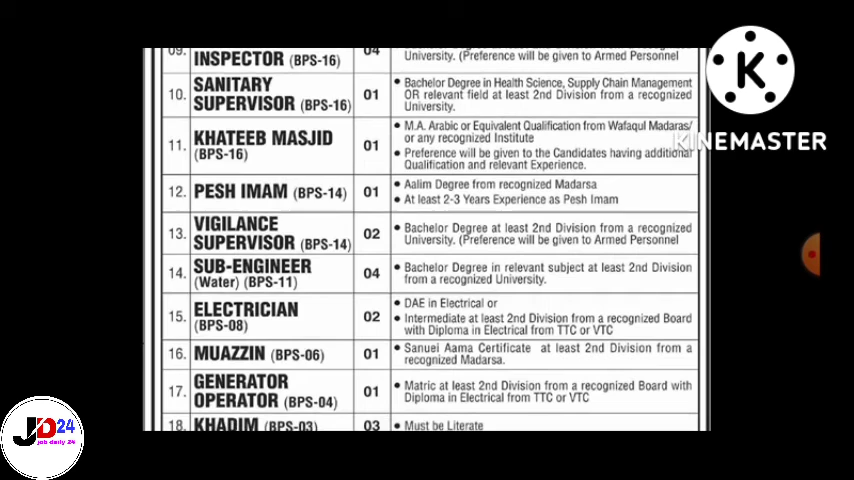 09. INSPECTOR (BPS-16) 04 University. (Preference will be given to Armed Personnel
10. SANITARY SUPERVISOR (BPS-16) 01 • Bachelor Degree in Health Science, Supply Chain Management
OR relevant field at least 2nd Division from a recognized
University.
11. KHATEEB MASJID (BPS-16) 01 • M.A. Arabic or Equivalent Qualification from Wafaqul Madaras/
or any recognized Institute
• Preference will be given to the Candidates having additional
Qualification and relevant Experience.
12. PESH IMAM (BPS-14) 01 • Aalim Degree from recognized Madarsa
• At least 2-3 Years Experience as Pesh Imam
13. VIGILANCE SUPERVISOR (BPS-14) 02 • Bachelor Degree at least 2nd Division from a recognized
University. (Preference will be given to Armed Personnel
14. SUB-ENGINEER (Water) (BPS-11) 04 • Bachelor Degree in relevant subject at least 2nd Division
from a recognized University.
15. ELECTRICIAN (BPS-08) 02 • DAE in Electrical or
• Intermediate at least 2nd Division from a recognized Board
with Diploma in Electrical from TTC or VTC
16. MUAZZIN (BPS-06) 01 • Sanuei Aama Certificate at least 2nd Division from a
recognized Madarsa.
17. GENERATOR OPERATOR (BPS-04) 01 • Matric at least 2nd Division from a recognized Board with
Diploma in Electrical from TTC or VTC
18. KHADIM (BPS-03) 03 • Must be Literate
K
KINEMASTER
JD24
job daily 24